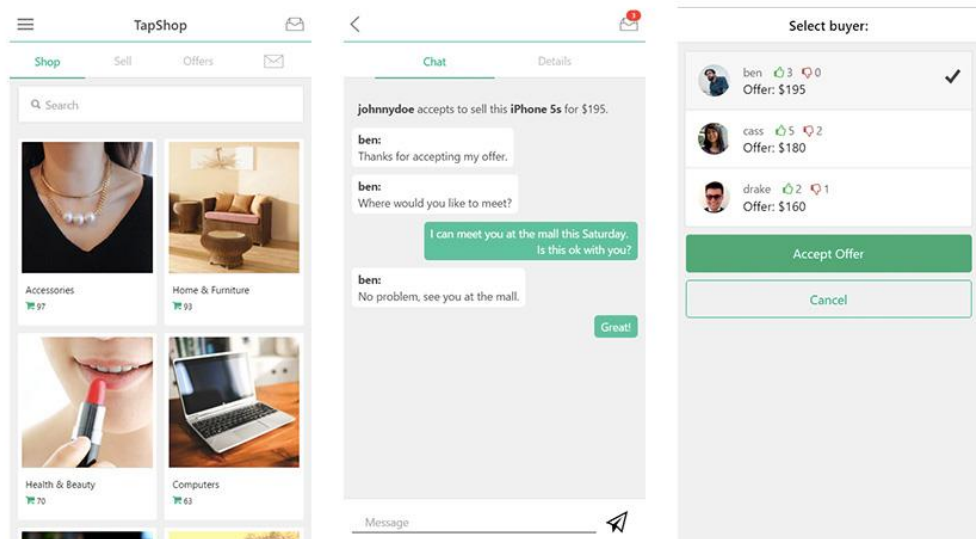 TapShop
Shop Sell Offers
Search
Accessories
97
Home & Furniture
93
Health & Beauty
70
Computers
63
3
Chat Details
johnnydoe accepts to sell this iPhone 5s for $195.
ben:
Thanks for accepting my offer.
ben:
Where would you like to meet?
I can meet you at the mall this Saturday.
Is this ok with you?
ben:
No problem, see you at the mall.
Great!
Message
Select buyer:
ben 3 0
Offer: $195
cass 5 2
Offer: $180
drake 2 1
Offer: $160
Accept Offer
Cancel